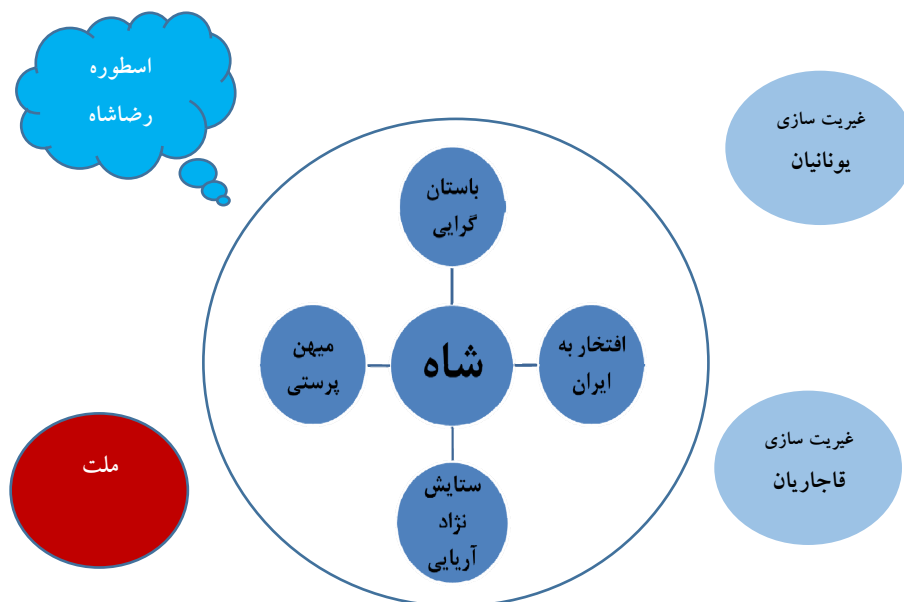 اسطوره
رضاشاه
غیریت سازی
یونانیان
باستان
گرایی
میهن
پرستی
شاه
افتخار به
ایران
ملت
غیریت سازی
قاجاریان
ستایش
نژاد
آریایی